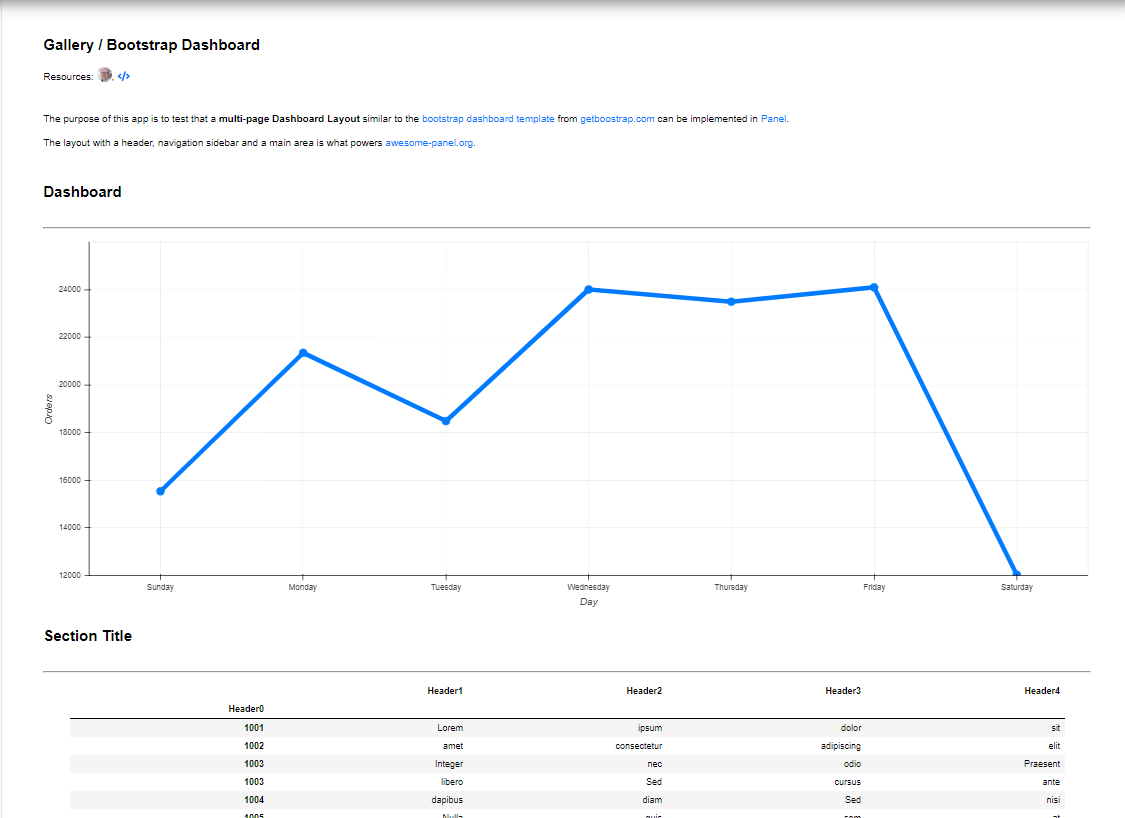 Gallery / Bootstrap Dashboard
Resources: , </>
The purpose of this app is to test that a multi-page Dashboard Layout similar to the bootstrap dashboard template from getboostrap.com can be implemented in Panel.
The layout with a header, navigation sidebar and a main area is what powers awesome-panel.org.
Dashboard
24000
22000
20000
18000
16000
14000
12000
Orders
Sunday Monday Tuesday Wednesday Thursday Friday Saturday
Day
Section Title
Header1 Header2 Header3 Header4
Header0
1001 Lorem ipsum dolor sit
1002 amet consectetur adipiscing elit
1003 Integer nec odio Praesent
1003 libero Sed cursus ante
1004 dapibus diam Sed nisi
1005 Nulla quis sem at